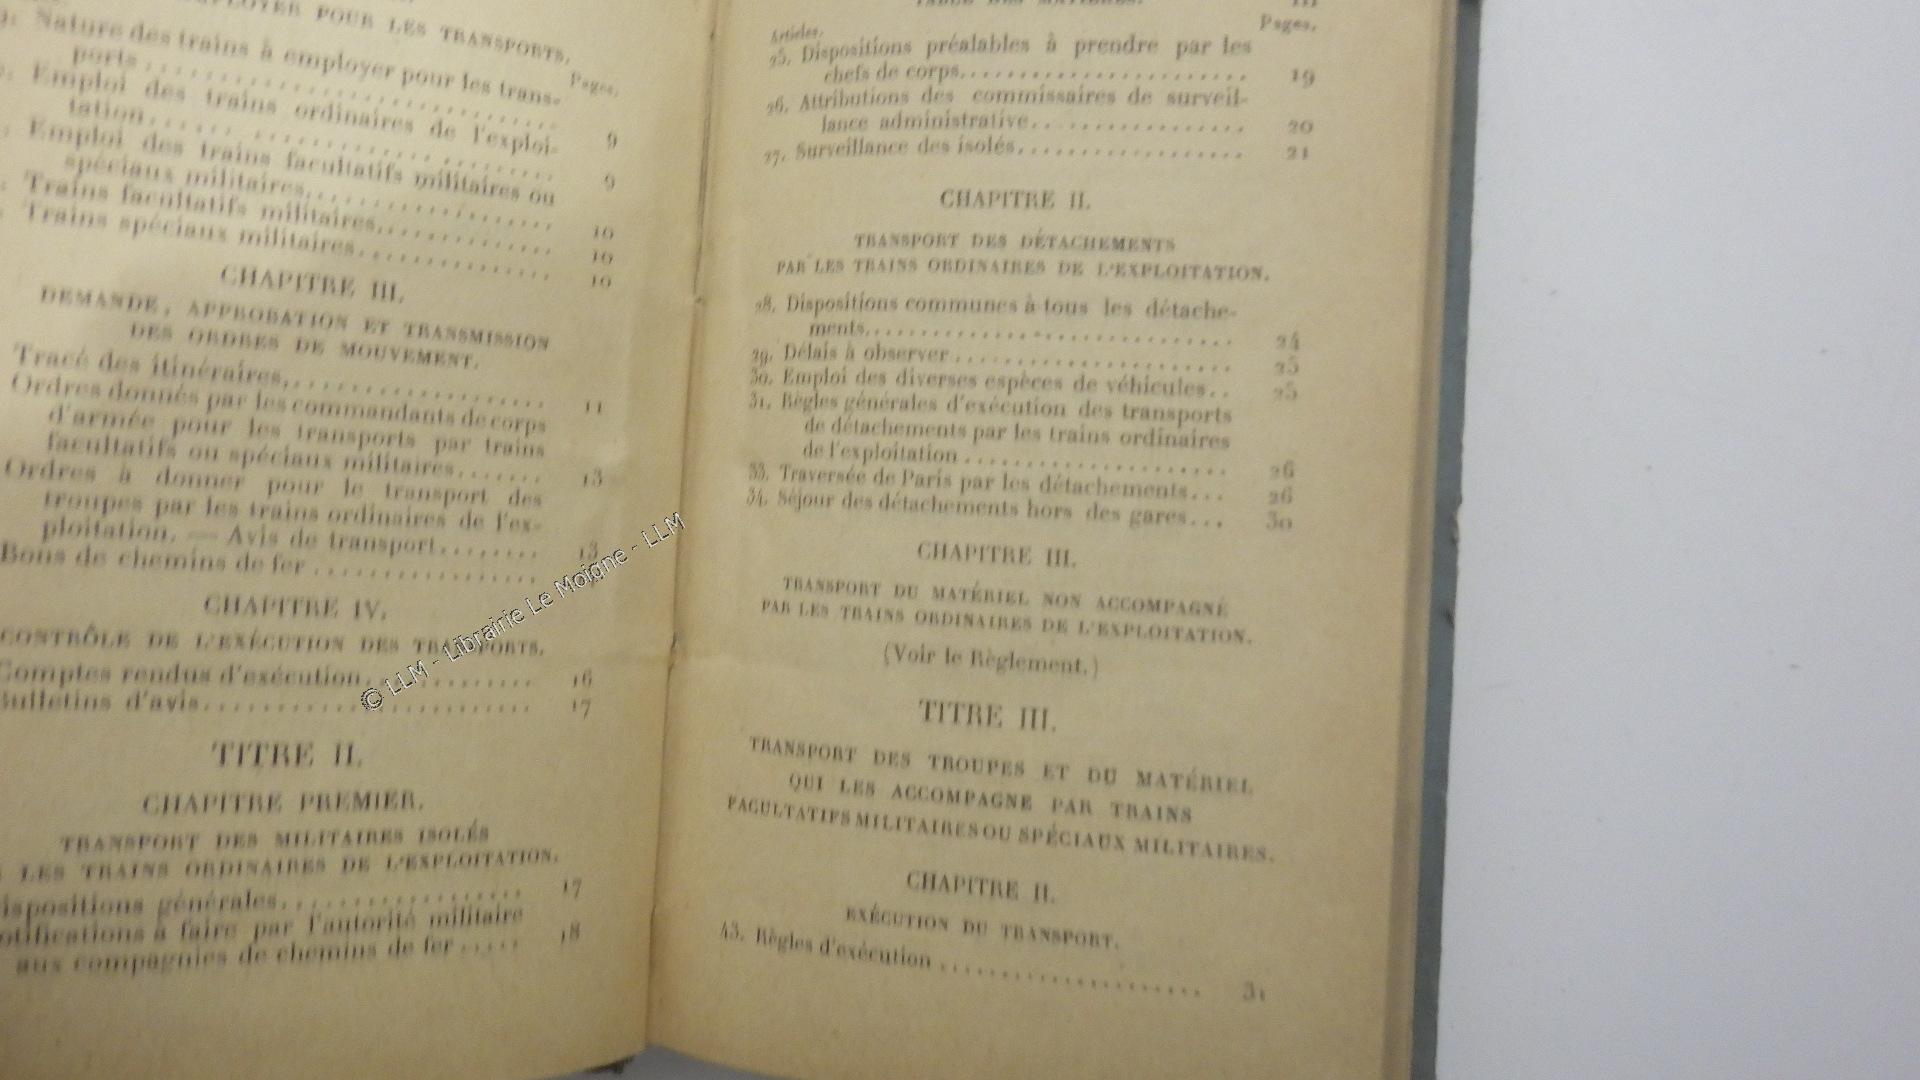 POUR LES TRANSPORTS.
Pages.
Nature des trains à employer pour les trans-
ports
9
Emploi des trains ordinaires de l'exploi-
tation
9
Emploi des trains facultatifs militaires ou
spéciaux militaires
10
Trains facultatifs militaires
10
Trains spéciaux militaires
10
CHAPITRE III.
DEMANDE, APPROBATION ET TRANSMISSION
DES ORDRES DE MOUVEMENT.
Tracé des itinéraires
11
Ordres donnés par les commandants de corps
d'armée pour les transports par trains
facultatifs ou spéciaux militaires
13
Ordres à donner pour le transport des
troupes par les trains ordinaires de l'ex-
ploitation. — Avis de transport
13
Bons de chemins de fer
CHAPITRE IV.
CONTRÔLE DE L'EXÉCUTION DES TRANSPORTS.
Comptes rendus d'exécution
16
Bulletins d'avis
17
TITRE II.
CHAPITRE PREMIER.
TRANSPORT DES MILITAIRES ISOLÉS
LES TRAINS ORDINAIRES DE L'EXPLOITATION.
ispositions générales
17
otifications à faire par l'autorité militaire
aux compagnies de chemins de fer
18
TABLE DES MATIÈRES. III
Articles. Pages.
25. Dispositions préalables à prendre par les
chefs de corps
19
26. Attributions des commissaires de surveil-
lance administrative
20
27. Surveillance des isolés
21
CHAPITRE II.
TRANSPORT DES DÉTACHEMENTS
PAR LES TRAINS ORDINAIRES DE L'EXPLOITATION.
28. Dispositions communes à tous les détache-
ments
24
29. Délais à observer
25
30. Emploi des diverses espèces de véhicules
25
31. Règles générales d'exécution des transports
de détachements par les trains ordinaires
de l'exploitation
26
33. Traversée de Paris par les détachements
26
34. Séjour des détachements hors des gares
30
CHAPITRE III.
TRANSPORT DU MATÉRIEL NON ACCOMPAGNÉ
PAR LES TRAINS ORDINAIRES DE L'EXPLOITATION.
(Voir le Règlement.)
TITRE III.
TRANSPORT DES TROUPES ET DU MATÉRIEL
QUI LES ACCOMPAGNE PAR TRAINS
FACULTATIFS MILITAIRES OU SPÉCIAUX MILITAIRES.
CHAPITRE II.
EXÉCUTION DU TRANSPORT.
43. Règles d'exécution
31
© LLM - Librairie Le Moigne - LLM